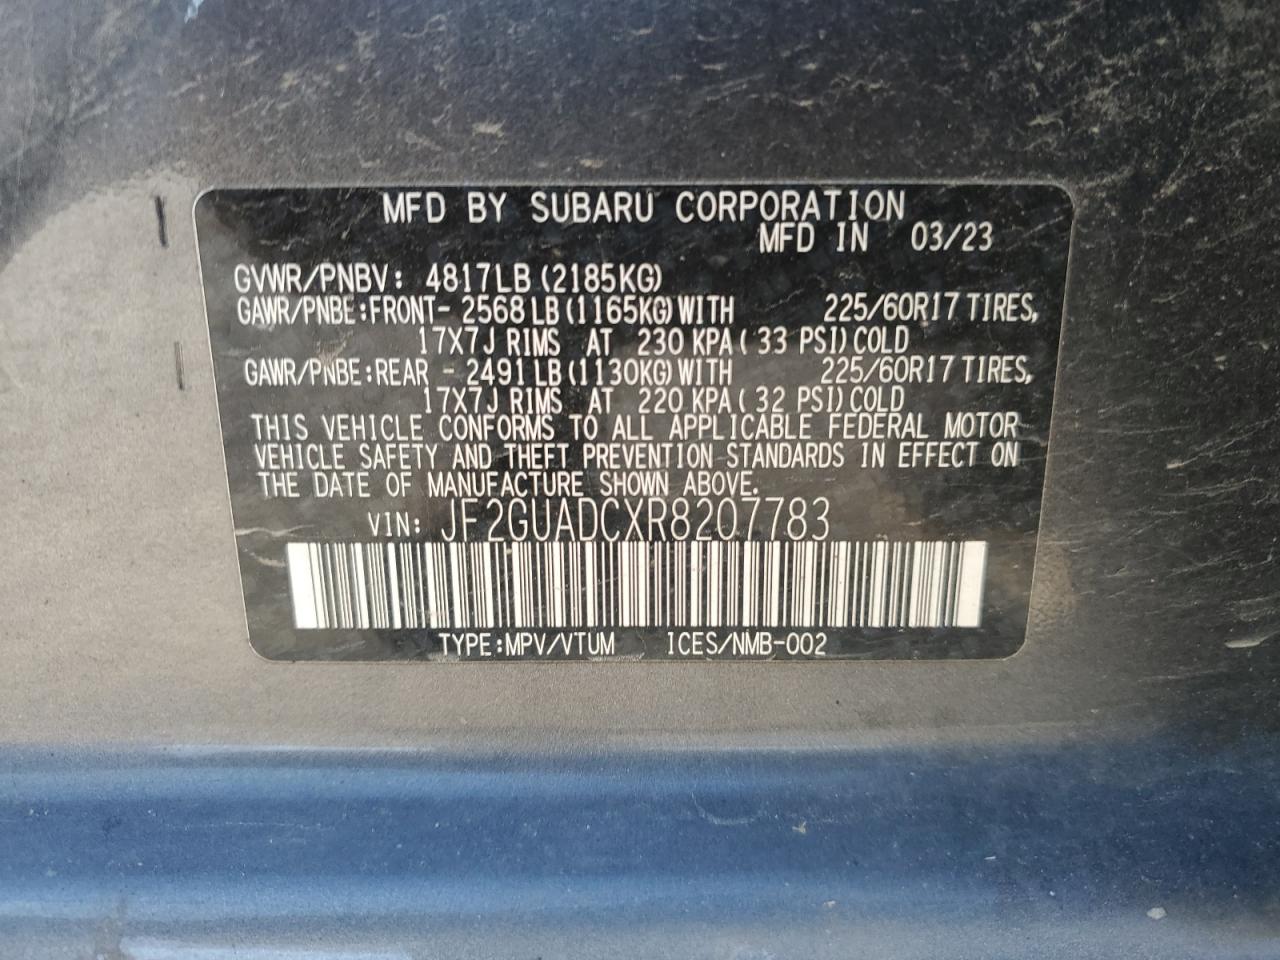 MFD BY SUBARU CORPORATION
MFD IN 03/23
GVWR/PNBV: 4817LB (2185KG)
GAWR/PNBE:FRONT- 2568 LB (1165KG) WITH 225/60R17 TIRES,
17X7J RIMS AT 230 KPA ( 33 PSI) COLD
GAWR/PNBE:REAR - 2491 LB (1130KG) WITH 225/60R17 TIRES,
17X7J RIMS AT 220 KPA ( 32 PSI) COLD
THIS VEHICLE CONFORMS TO ALL APPLICABLE FEDERAL MOTOR
VEHICLE SAFETY AND THEFT PREVENTION STANDARDS IN EFFECT ON
THE DATE OF MANUFACTURE SHOWN ABOVE.
VIN: JF2GUADCXR8207783
TYPE:MPV/VTUM ICES/NMB-002